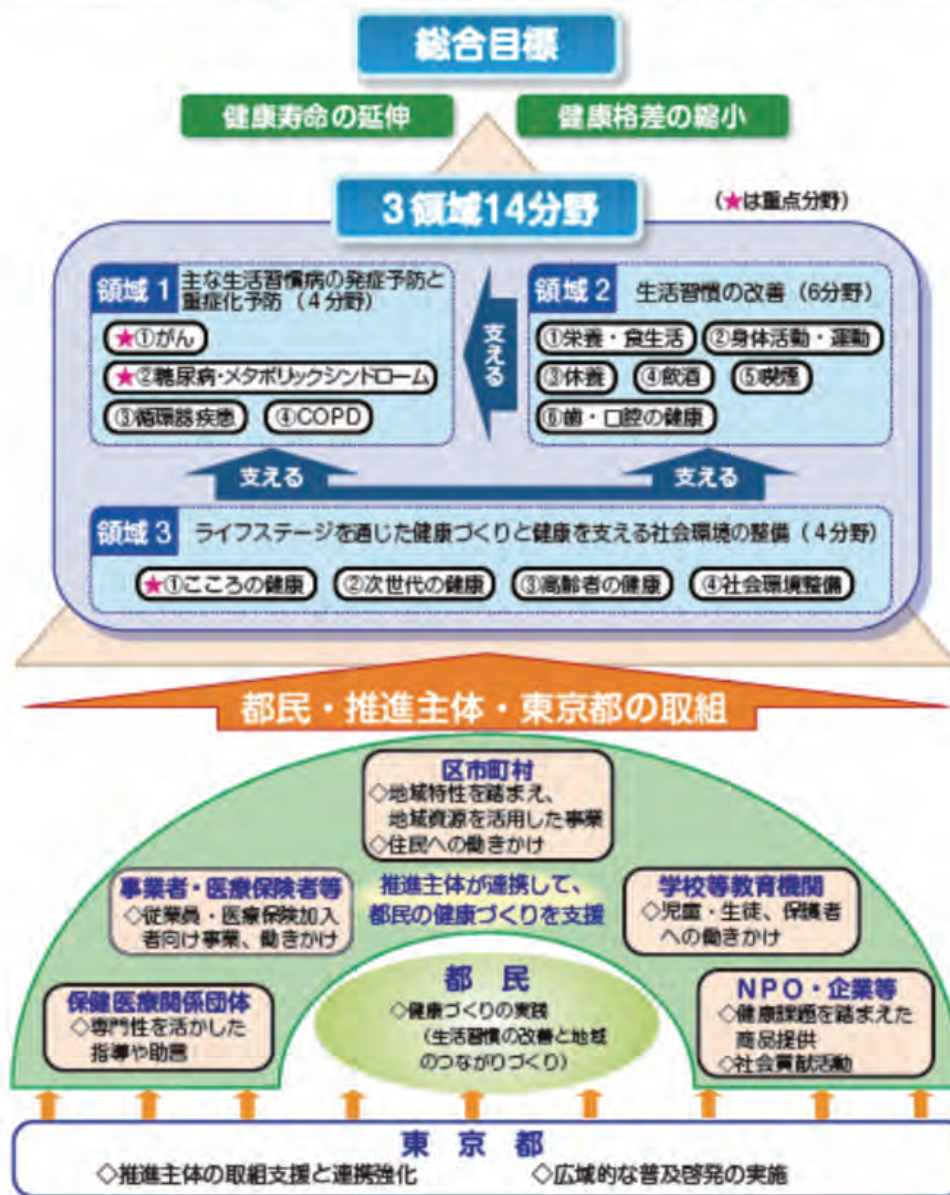 総合目標
健康寿命の延伸
健康格差の縮小
3領域14分野
(★は重点分野)
領域1
主な生活習慣病の発症予防と
重症化予防(4分野)
★①がん
★②糖尿病・メタボリックシンドローム
③循環器疾患
④COPD
支える
領域2
生活習慣の改善(6分野)
①栄養・食生活
②身体活動・運動
③休養
④飲酒
⑤喫煙
⑥歯・口腔の健康
支える
支える
領域3
ライフステージを通じた健康づくりと健康を支える社会環境の整備(4分野)
★①こころの健康
②次世代の健康
③高齢者の健康
④社会環境整備
都民・推進主体・東京都の取組
区市町村
◇地域特性を踏まえ、
地域資源を活用した事業
◇住民への働きかけ
事業者・医療保険者等
◇従業員・医療保険加入
者向け事業、働きかけ
推進主体が連携して、
都民の健康づくりを支援
学校等教育機関
◇児童・生徒、保護者
への働きかけ
保健医療関係団体
◇専門性を活かした
指導や助言
都民
◇健康づくりの実践
(生活習慣の改善と地域
のつながりづくり)
NPO・企業等
◇健康課題を踏まえた
商品提供
◇社会貢献活動
東京都
◇推進主体の取組支援と連携強化
◇広域的な普及啓発の実施